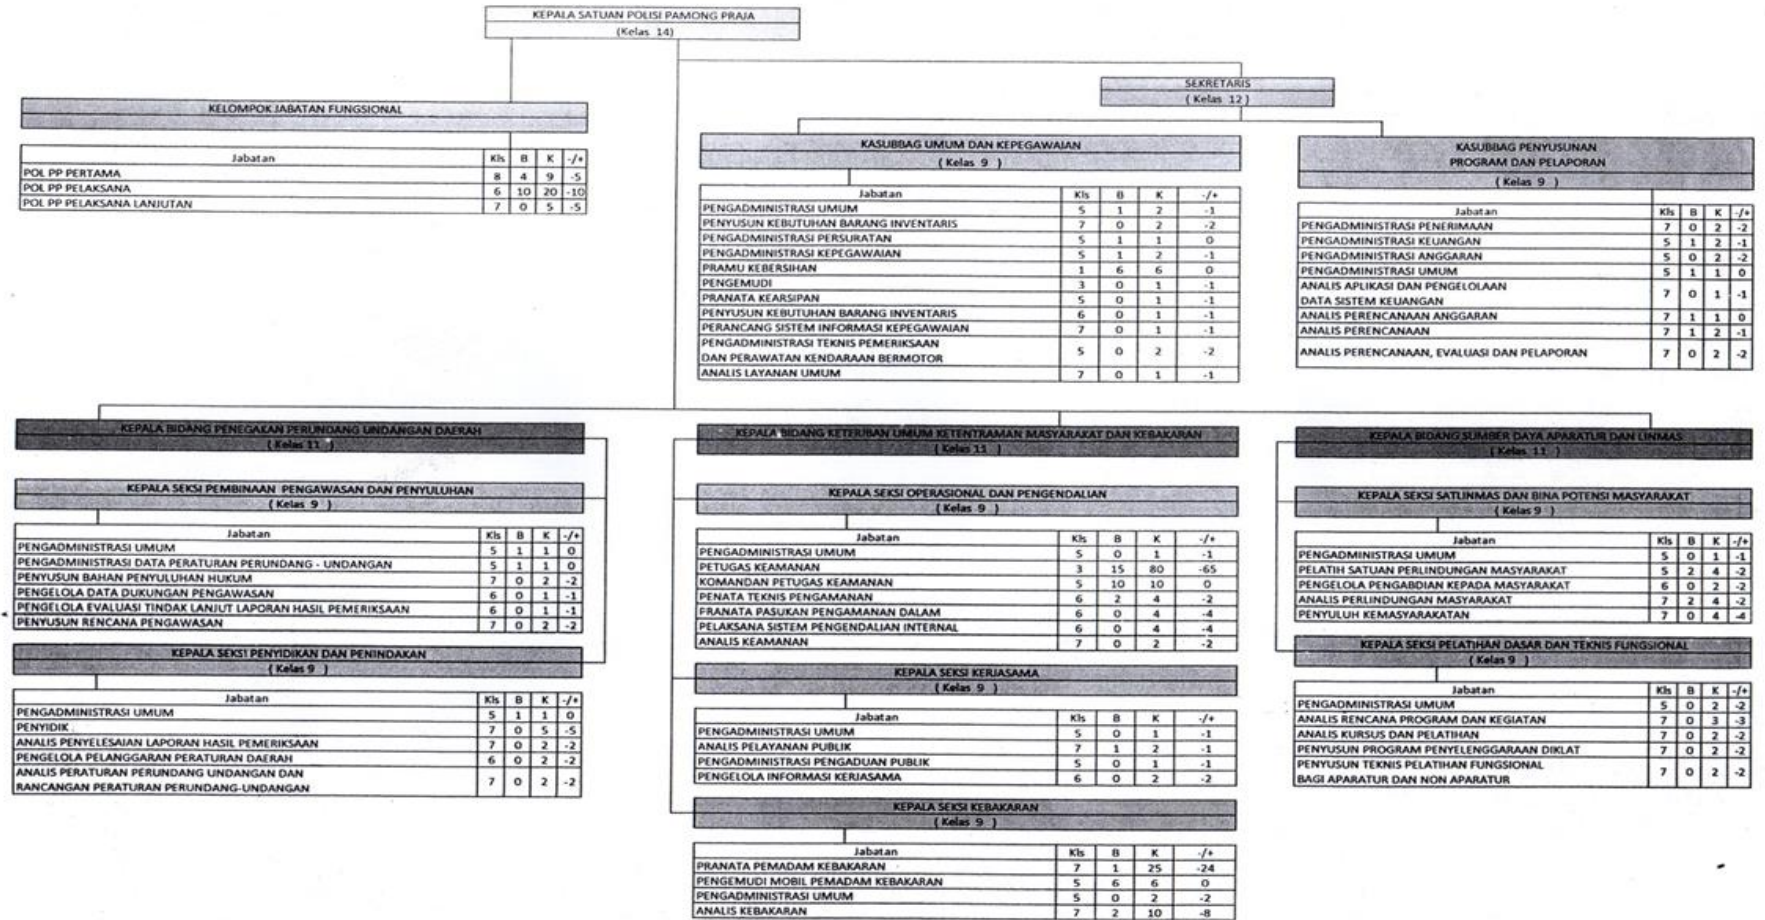 KEPALA SATUAN POLISI PAMONG PRAJA
(Kelas 14)
SEKRETARIS
( Kelas 12 )
KELOMPOK JABATAN FUNGSIONAL
Jabatan Kls B K -/+
POL PP PERTAMA 8 4 9 -5
POL PP PELAKSANA 6 10 20 -10
POL PP PELAKSANA LANJUTAN 7 0 5 -5
KASUBBAG UMUM DAN KEPEGAWAIAN
( Kelas 9 )
Jabatan Kls B K -/+
PENGADMINISTRASI UMUM 5 1 2 -1
PENYUSUN KEBUTUHAN BARANG INVENTARIS 7 0 2 -2
PENGADMINISTRASI PERSURATAN 5 1 1 0
PENGADMINISTRASI KEPEGAWAIAN 5 1 2 -1
PRAMU KEBERSIHAN 1 6 6 0
PENGEMUDI 3 0 1 -1
PRANATA KEARSIPAN 5 0 1 -1
PENYUSUN KEBUTUHAN BARANG INVENTARIS 6 0 1 -1
PERANCANG SISTEM INFORMASI KEPEGAWAIAN 7 0 1 -1
PENGADMINISTRASI TEKNIS PEMERIKSAAN
DAN PERAWATAN KENDARAAN BERMOTOR 5 0 2 -2
ANALIS LAYANAN UMUM 7 0 1 -1
KASUBBAG PENYUSUNAN
PROGRAM DAN PELAPORAN
( Kelas 9 )
Jabatan Kls B K -/+
PENGADMINISTRASI PENERIMAAN 7 0 2 -2
PENGADMINISTRASI KEUANGAN 5 1 2 -1
PENGADMINISTRASI ANGGARAN 5 0 2 -2
PENGADMINISTRASI UMUM 5 1 1 0
ANALIS APLIKASI DAN PENGELOLAAN
DATA SISTEM KEUANGAN 7 0 1 -1
ANALIS PERENCANAAN ANGGARAN 7 1 1 0
ANALIS PERENCANAAN 7 1 2 -1
ANALIS PERENCANAAN, EVALUASI DAN PELAPORAN 7 0 2 -2
KEPALA BIDANG PENEGAKAN PERUNDANG UNDANGAN DAERAH
( Kelas 11 )
KEPALA SEKSI PEMBINAAN PENGAWASAN DAN PENYULUHAN
( Kelas 9 )
Jabatan Kls B K -/+
PENGADMINISTRASI UMUM 5 1 1 0
PENGADMINISTRASI DATA PERATURAN PERUNDANG - UNDANGAN 5 1 1 0
PENYUSUN BAHAN PENYULUHAN HUKUM 7 0 2 -2
PENGELOLA DATA DUKUNGAN PENGAWASAN 6 0 1 -1
PENGELOLA EVALUASI TINDAK LANJUT LAPORAN HASIL PEMERIKSAAN 6 0 1 -1
PENYUSUN RENCANA PENGAWASAN 7 0 2 -2
KEPALA SEKSI PENYIDIKAN DAN PENINDAKAN
( Kelas 9 )
Jabatan Kls B K -/+
PENGADMINISTRASI UMUM 5 1 1 0
PENYIDIK 7 0 5 -5
ANALIS PENYELESAIAN LAPORAN HASIL PEMERIKSAAN 7 0 2 -2
PENGELOLA PELANGGARAN PERATURAN DAERAH 6 0 2 -2
ANALIS PERATURAN PERUNDANG UNDANGAN DAN
RANCANGAN PERATURAN PERUNDANG-UNDANGAN 7 0 2 -2
KEPALA BIDANG KETERIBAN UMUM KETENTRAMAN MASYARAKAT DAN KEBAKARAN
( Kelas 11 )
KEPALA SEKSI OPERASIONAL DAN PENGENDALIAN
( Kelas 9 )
Jabatan Kls B K -/+
PENGADMINISTRASI UMUM 5 0 1 -1
PETUGAS KEAMANAN 3 15 80 -65
KOMANDAN PETUGAS KEAMANAN 5 10 10 0
PENATA TEKNIS PENGAMANAN 6 2 4 -2
PRANATA PASUKAN PENGAMANAN DALAM 6 0 4 -4
PELAKSANA SISTEM PENGENDALIAN INTERNAL 6 0 4 -4
ANALIS KEAMANAN 7 0 2 -2
KEPALA SEKSI KERJASAMA
( Kelas 9 )
Jabatan Kls B K -/+
PENGADMINISTRASI UMUM 5 0 1 -1
ANALIS PELAYANAN PUBLIK 7 1 2 -1
PENGADMINISTRASI PENGADUAN PUBLIK 5 0 1 -1
PENGELOLA INFORMASI KERJASAMA 6 0 2 -2
KEPALA SEKSI KEBAKARAN
( Kelas 9 )
Jabatan Kls B K -/+
PRANATA PEMADAM KEBAKARAN 7 1 25 -24
PENGEMUDI MOBIL PEMADAM KEBAKARAN 5 6 6 0
PENGADMINISTRASI UMUM 5 0 2 -2
ANALIS KEBAKARAN 7 2 10 -8
KEPALA BIDANG SUMBER DAYA APARATUR DAN LINMAS
( Kelas 11 )
KEPALA SEKSI SATLINMAS DAN BINA POTENSI MASYARAKAT
( Kelas 9 )
Jabatan Kls B K -/+
PENGADMINISTRASI UMUM 5 0 1 -1
PELATIH SATUAN PERLINDUNGAN MASYARAKAT 5 2 4 -2
PENGELOLA PENGABDIAN KEPADA MASYARAKAT 6 0 2 -2
ANALIS PERLINDUNGAN MASYARAKAT 7 2 4 -2
PENYULUH KEMASYARAKATAN 7 0 4 -4
KEPALA SEKSI PELATIHAN DASAR DAN TEKNIS FUNGSIONAL
( Kelas 9 )
Jabatan Kls B K -/+
PENGADMINISTRASI UMUM 5 0 2 -2
ANALIS RENCANA PROGRAM DAN KEGIATAN 7 0 3 -3
ANALIS KURSUS DAN PELATIHAN 7 0 2 -2
PENYUSUN PROGRAM PENYELENGGARAAN DIKLAT 7 0 2 -2
PENYUSUN TEKNIS PELATIHAN FUNGSIONAL
BAGI APARATUR DAN NON APARATUR 7 0 2 -2